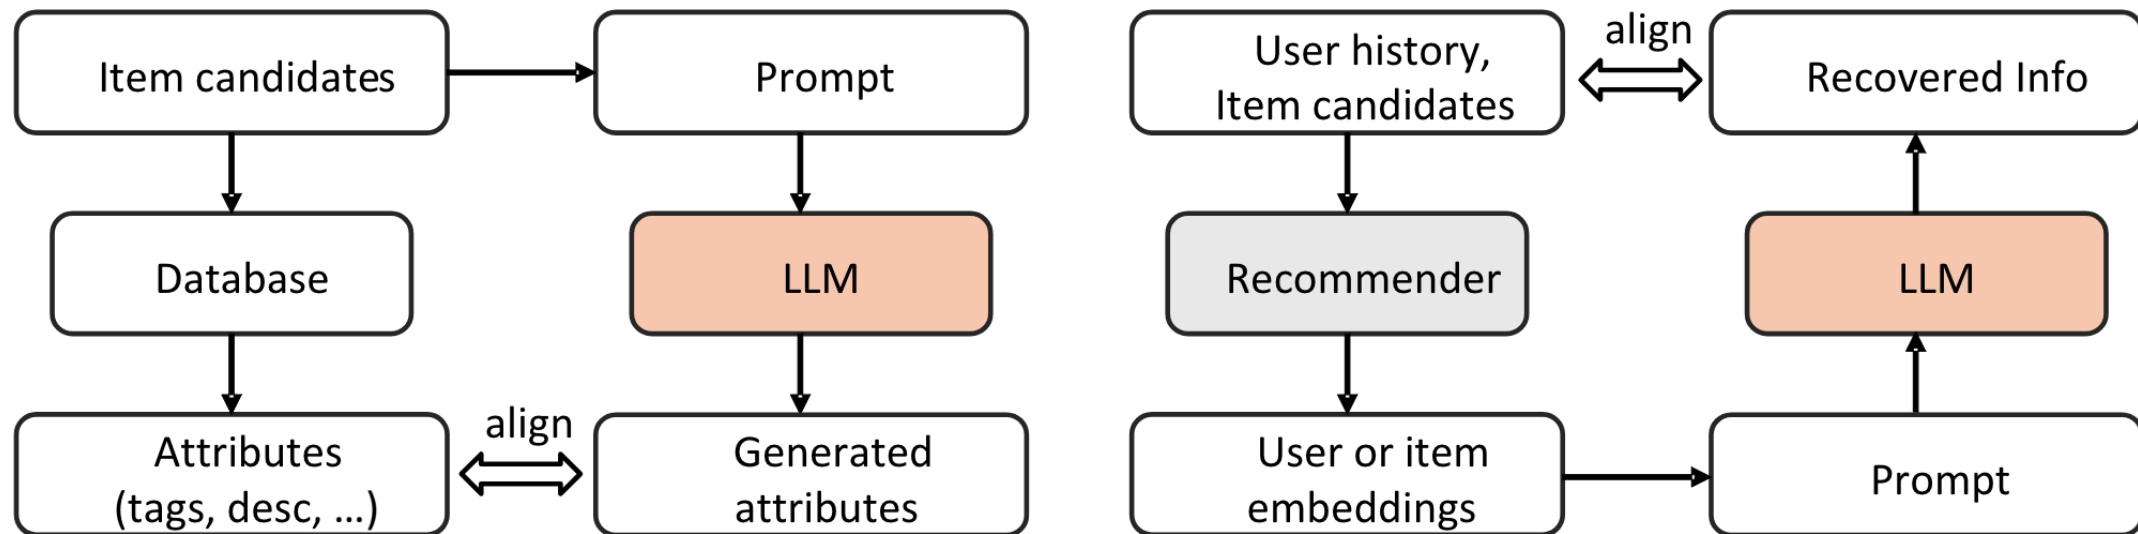 Item candidates
Prompt
Database
LLM
Attributes
(tags, desc, ...)
align
Generated
attributes
User history,
Item candidates
align
Recovered Info
Recommender
LLM
User or item
embeddings
Prompt